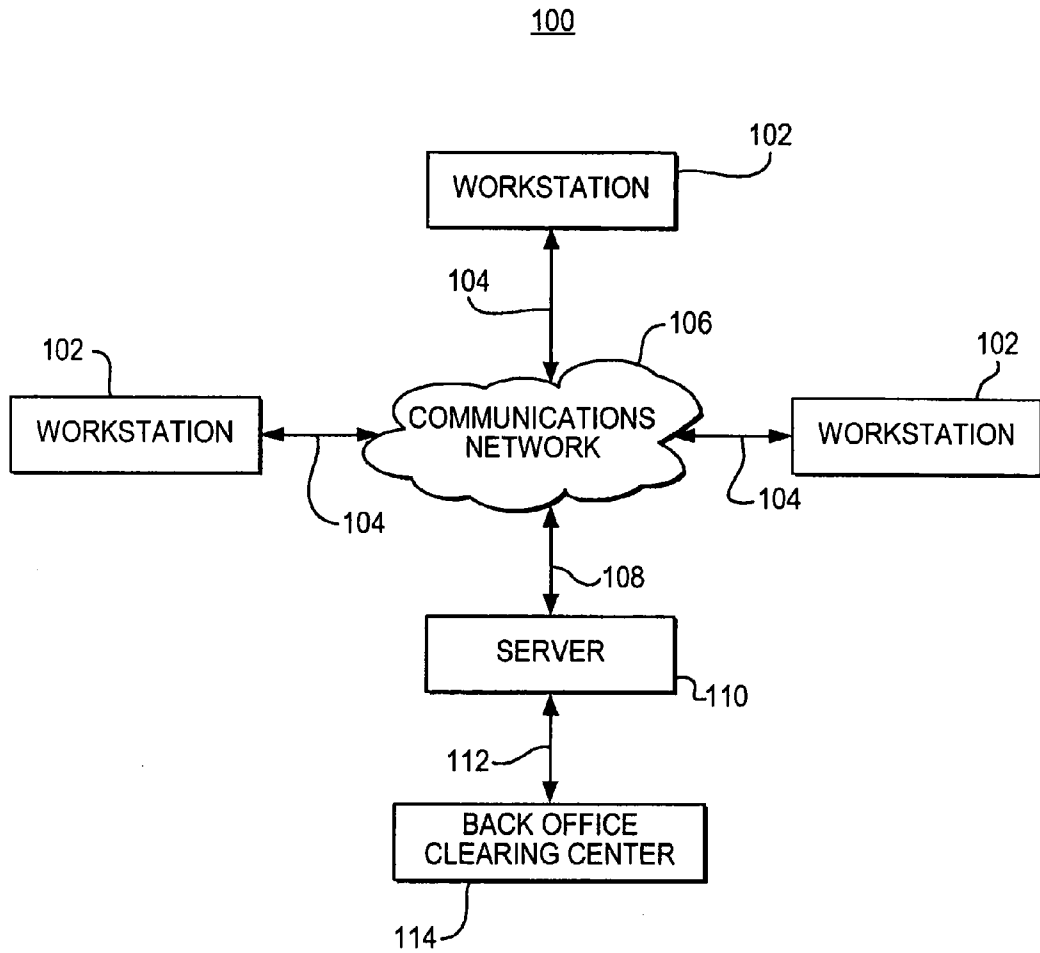 100
102
WORKSTATION
104
106
102
102
WORKSTATION
COMMUNICATIONS
NETWORK
WORKSTATION
104
104
108
SERVER
110
112
BACK OFFICE
CLEARING CENTER
114